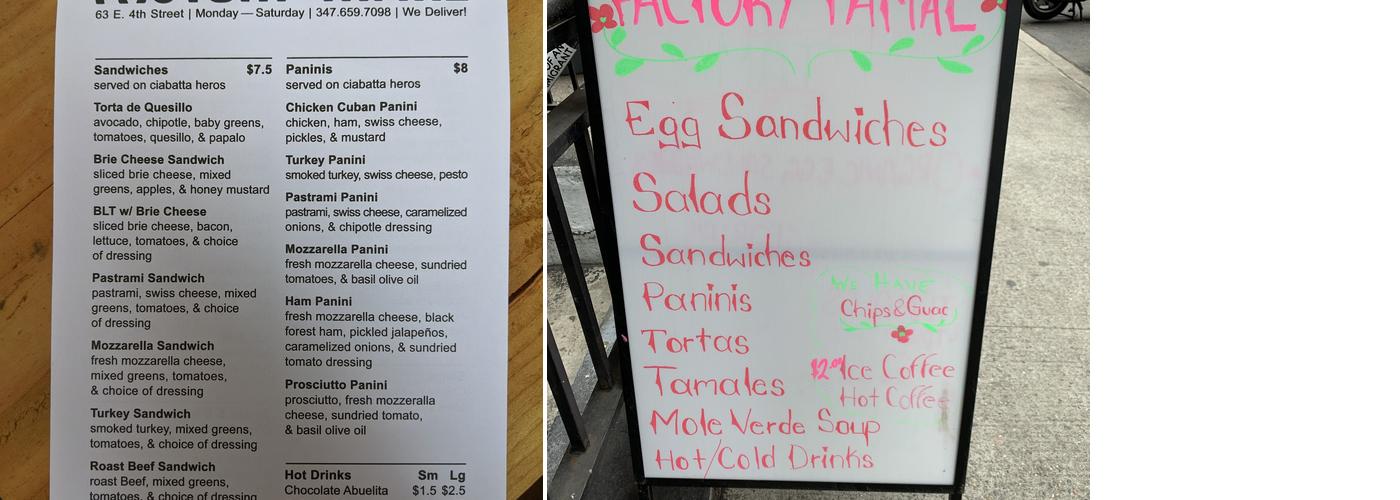 63 E. 4th Street | Monday — Saturday | 347.659.7098 | We Deliver!
Sandwiches $7.5
served on ciabatta heros
Torta de Quesillo
avocado, chipotle, baby greens,
tomatoes, quesillo, & papalo
Brie Cheese Sandwich
sliced brie cheese, mixed
greens, apples, & honey mustard
BLT w/ Brie Cheese
sliced brie cheese, bacon,
lettuce, tomatoes, & choice
of dressing
Pastrami Sandwich
pastrami, swiss cheese, mixed
greens, tomatoes, & choice
of dressing
Mozzarella Sandwich
fresh mozzarella cheese,
mixed greens, tomatoes,
& choice of dressing
Turkey Sandwich
smoked turkey, mixed greens,
tomatoes, & choice of dressing
Roast Beef Sandwich
roast Beef, mixed greens,
tomatoes, & choice of dressing
Paninis $8
served on ciabatta heros
Chicken Cuban Panini
chicken, ham, swiss cheese,
pickles, & mustard
Turkey Panini
smoked turkey, swiss cheese, pesto
Pastrami Panini
pastrami, swiss cheese, caramelized
onions, & chipotle dressing
Mozzarella Panini
fresh mozzarella cheese, sundried
tomatoes, & basil olive oil
Ham Panini
fresh mozzarella cheese, black
forest ham, pickled jalapeños,
caramelized onions, & sundried
tomato dressing
Prosciutto Panini
prosciutto, fresh mozzeralla
cheese, sundried tomato,
& basil olive oil
Hot Drinks Sm Lg
Chocolate Abuelita $1.5 $2.5
FACTORY TAMAL
Egg Sandwiches
Salads
Sandwiches
Paninis
Tortas
Tamales
Mole Verde Soup
Hot/Cold Drinks
We Have
Chips & Guac
Ice Coffee
Hot Coffee